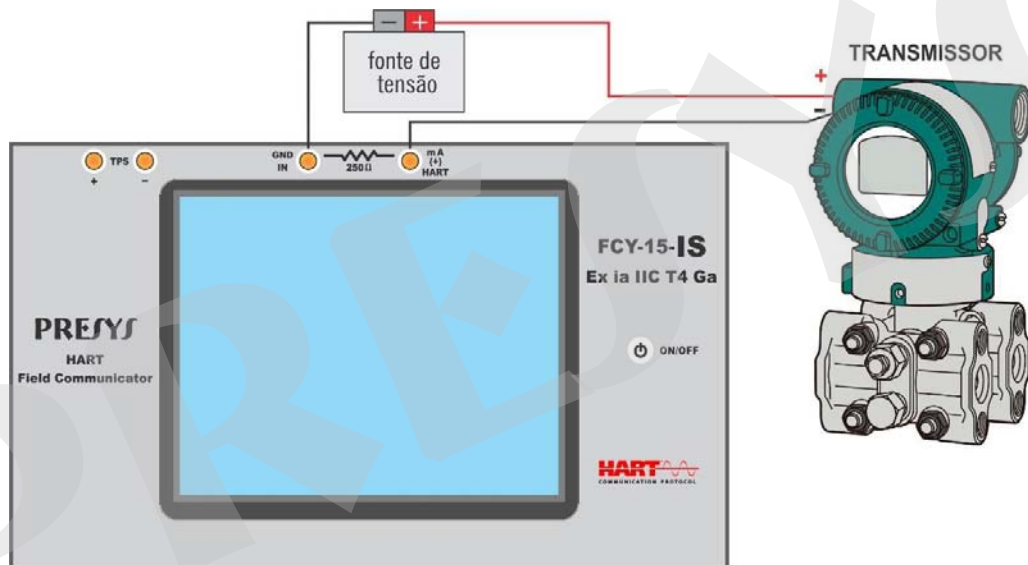 − +
fonte de
tensão
TRANSMISSOR
+
−
TPS
+ −
GND
IN
250Ω
mA
(+)
HART
FCY-15-IS
Ex ia IIC T4 Ga
PRESYS
HART
Field Communicator
ON/OFF
HART
COMMUNICATION PROTOCOL
PRESYS